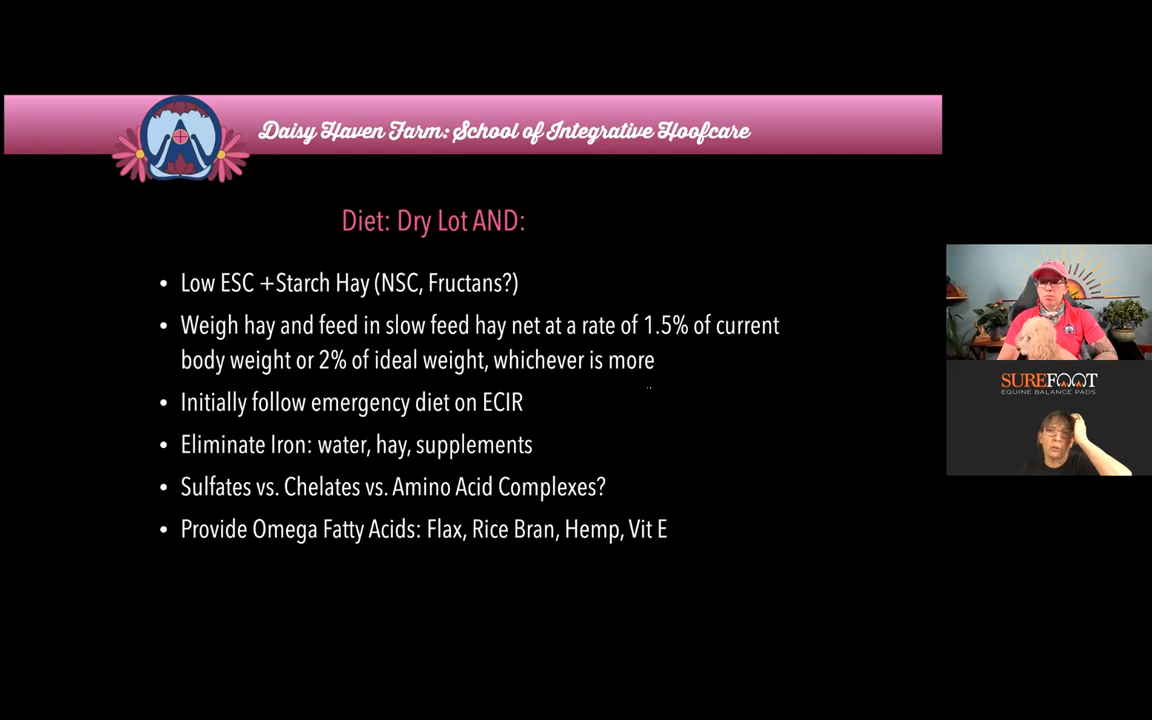 Daisy Haven Farm: School of Integrative Hoofcare
Diet: Dry Lot AND:
• Low ESC +Starch Hay (NSC, Fructans?)
• Weigh hay and feed in slow feed hay net at a rate of 1.5% of current
body weight or 2% of ideal weight, whichever is more
• Initially follow emergency diet on ECIR
• Eliminate Iron: water, hay, supplements
• Sulfates vs. Chelates vs. Amino Acid Complexes?
• Provide Omega Fatty Acids: Flax, Rice Bran, Hemp, Vit E
SUREFOOT
EQUINE BALANCE PADS